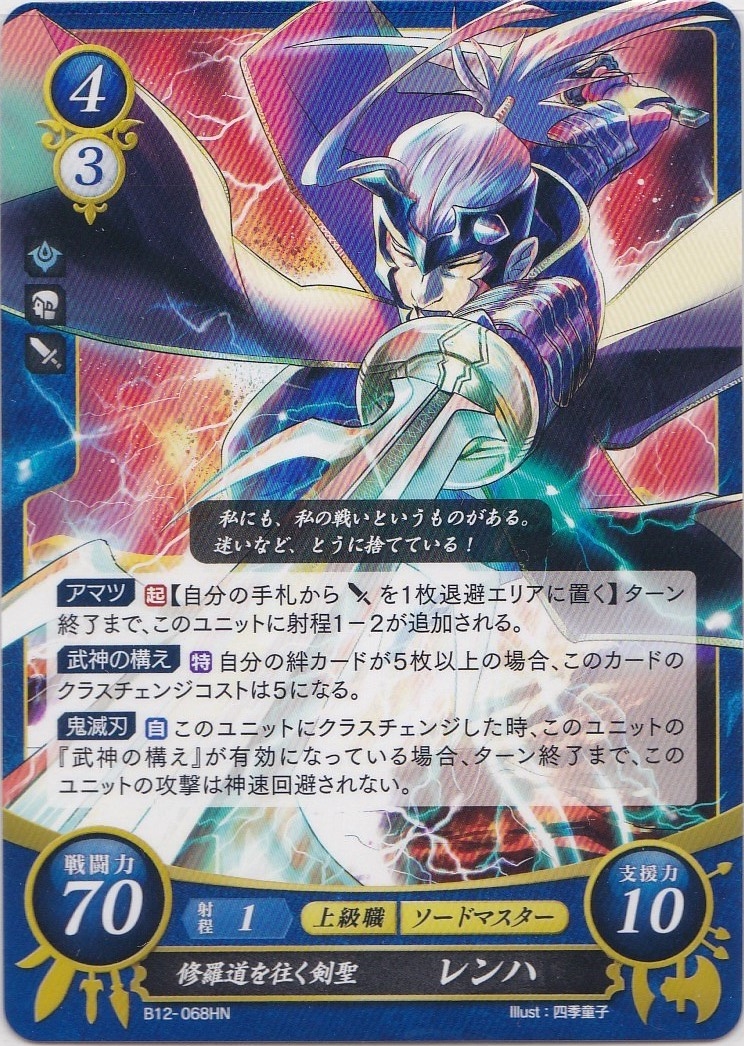 4
3
私にも、私の戦いというものがある。
迷いなど、とうに捨てている！
アマツ 起【自分の手札から を1枚退避エリアに置く】ターン
終了まで、このユニットに射程1－2が追加される。
武神の構え 特 自分の絆カードが5枚以上の場合、このカードの
クラスチェンジコストは5になる。
鬼滅刃 自 このユニットにクラスチェンジした時、このユニットの
『武神の構え』が有効になっている場合、ターン終了まで、この
ユニットの攻撃は神速回避されない。
戦闘力
70
射程 1
上級職 ソードマスター
支援力
10
修羅道を往く剣聖 レンハ
B12-068HN
Illust：四季童子